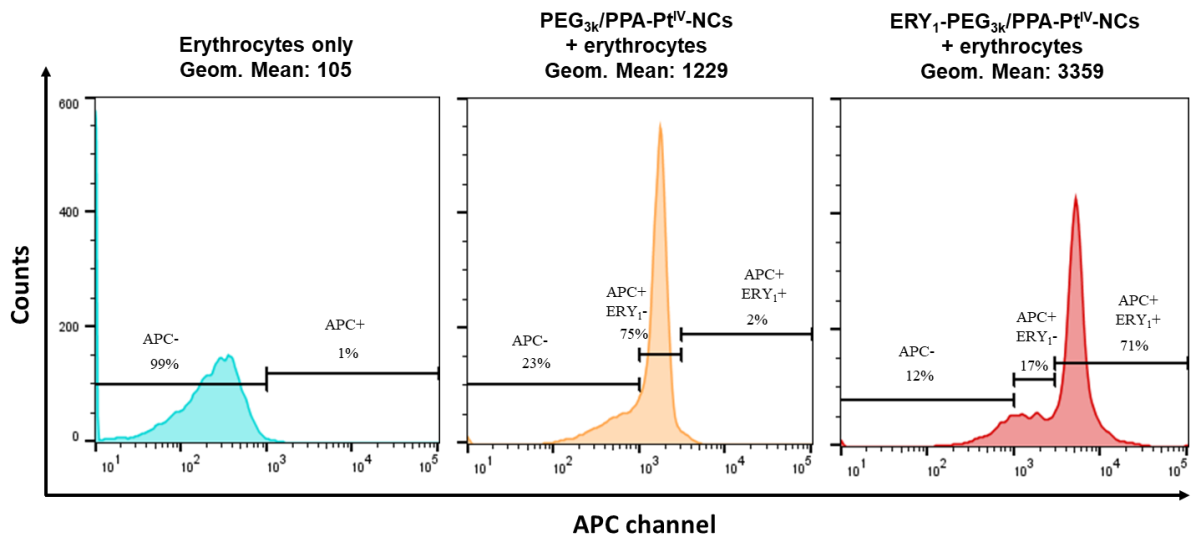 Erythrocytes only
Geom. Mean: 105
PEG3k/PPA-PtIV-NCs
+ erythrocytes
Geom. Mean: 1229
ERY1-PEG3k/PPA-PtIV-NCs
+ erythrocytes
Geom. Mean: 3359
Counts
600
400
200
0
APC-
99%
APC+
1%
10^1
10^2
10^3
10^4
10^5
APC-
23%
APC+
ERY1-
75%
APC+
ERY1+
2%
10^1
10^2
10^3
10^4
10^5
APC-
12%
APC+
ERY1-
17%
APC+
ERY1+
71%
10^1
10^2
10^3
10^4
10^5
APC channel